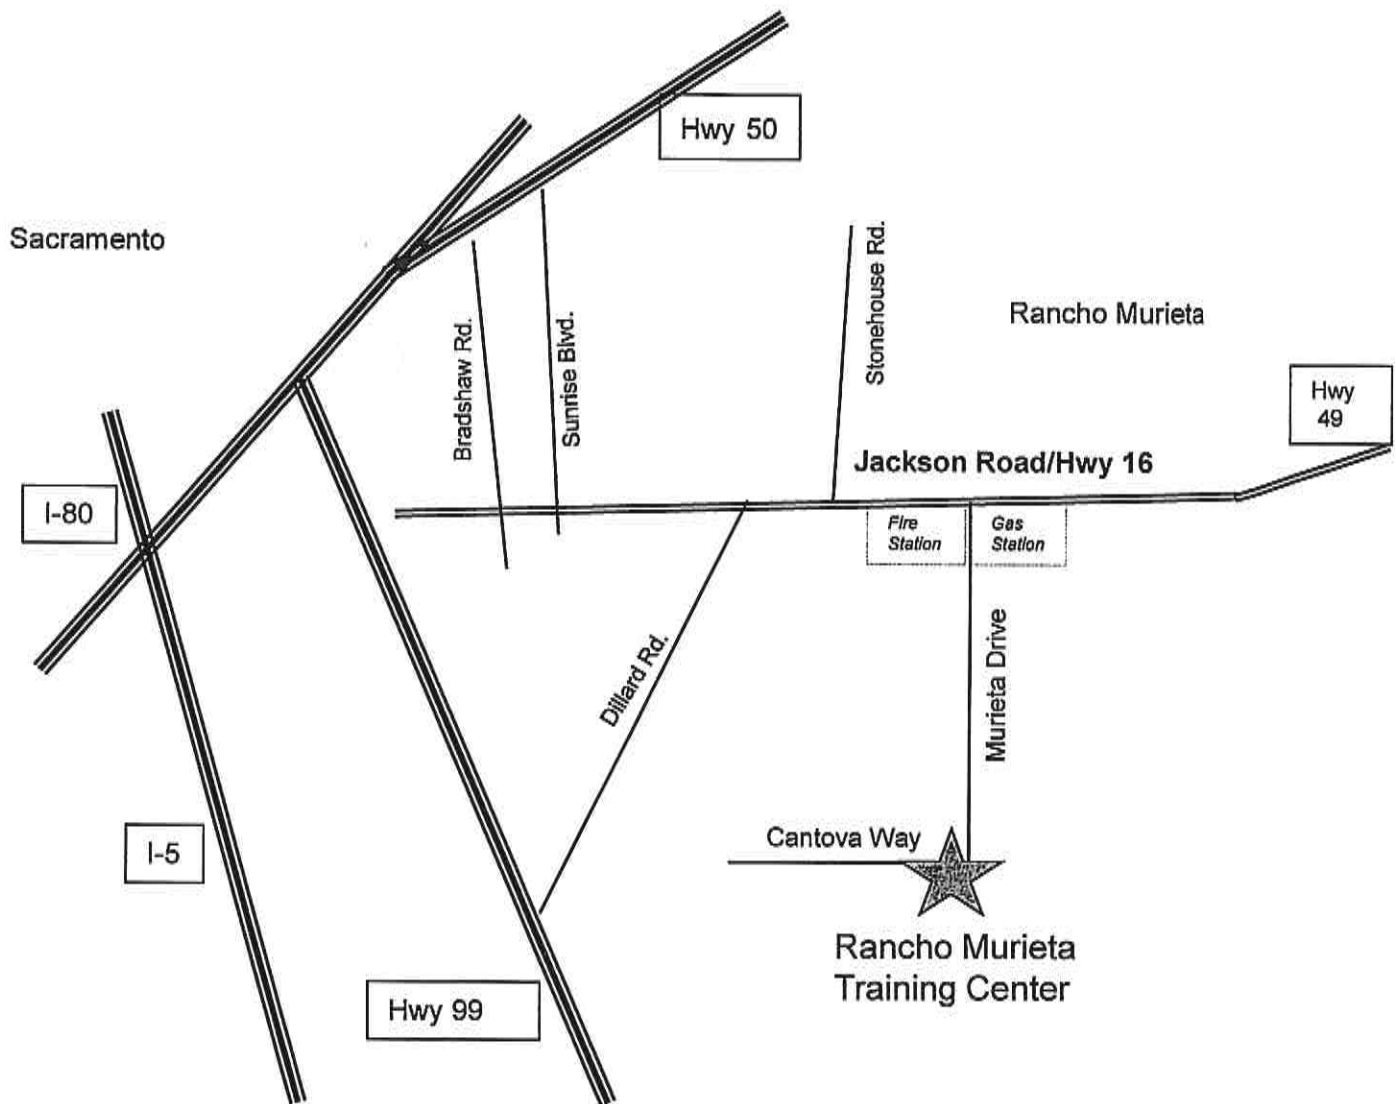 Hwy 50
Sacramento
Stonehouse Rd.
Rancho Murieta
Bradshaw Rd.
Sunrise Blvd.
Hwy
49
Jackson Road/Hwy 16
I-80
Fire
Station
Gas
Station
Dillard Rd.
Murieta Drive
I-5
Cantova Way
Rancho Murieta
Training Center
Hwy 99